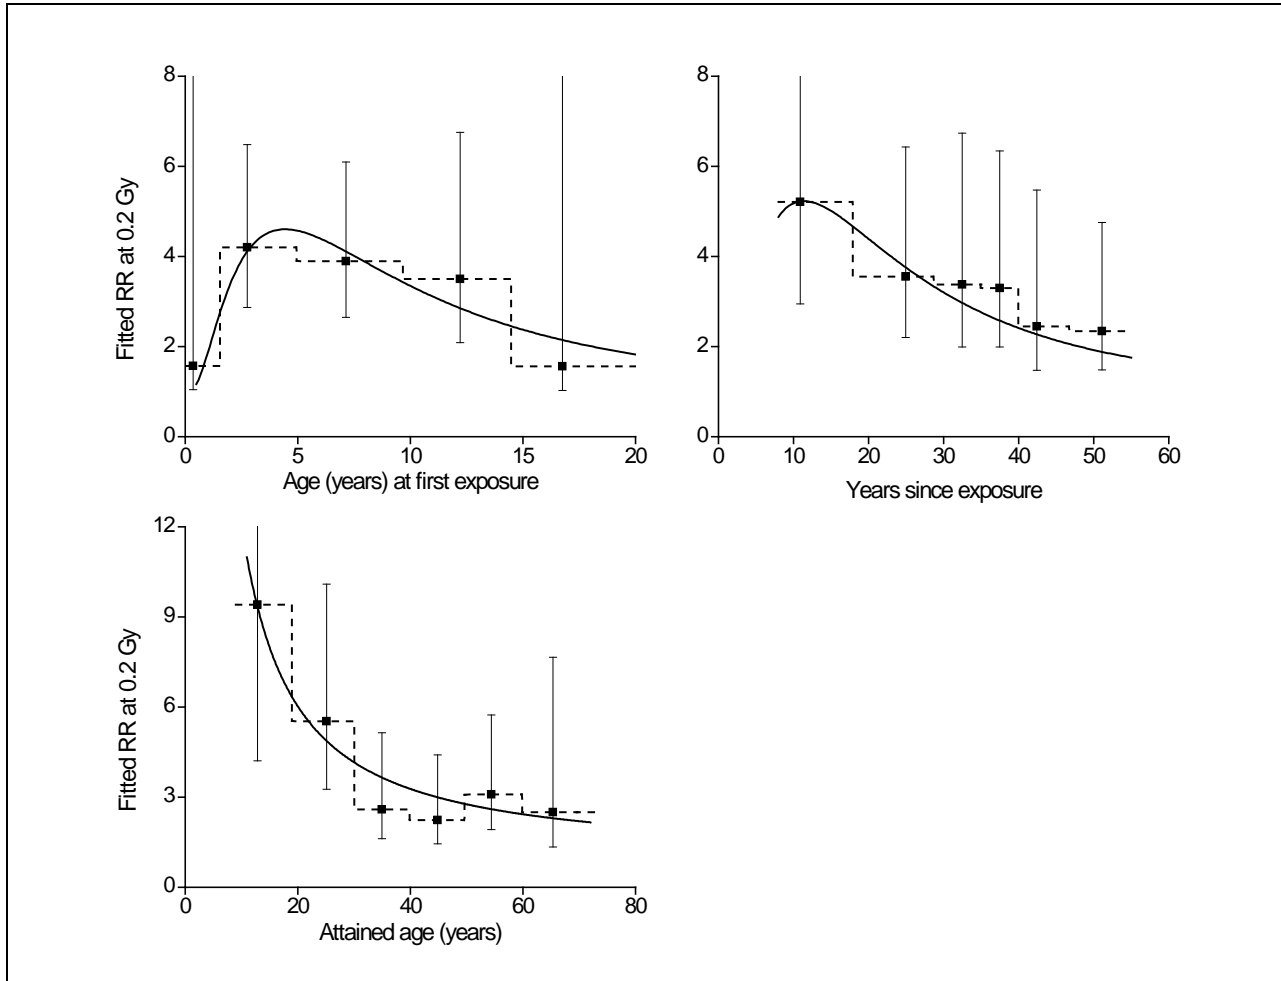 8
6
4
2
0
Fitted RR at 0.2 Gy
0 5 10 15 20
Age (years) at first exposure
8
6
4
2
0
0 10 20 30 40 50 60
Years since exposure
12
9
6
3
0
Fitted RR at 0.2 Gy
0 20 40 60 80
Attained age (years)